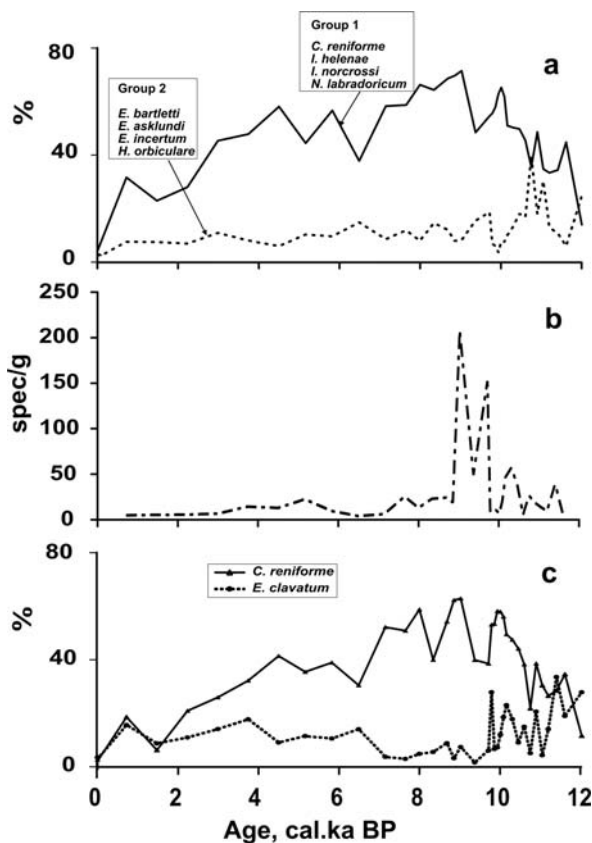 80
40
0
%
a
Group 2
E. bartletti
E. asklundi
E. incertum
H. orbiculare
Group 1
C. reniforme
I. helenae
I. norcrossi
N. labradoricum
250
200
150
100
50
0
spec/g
b
80
40
0
%
c
C. reniforme
E. clavatum
0 2 4 6 8 10 12
Age, cal.ka BP